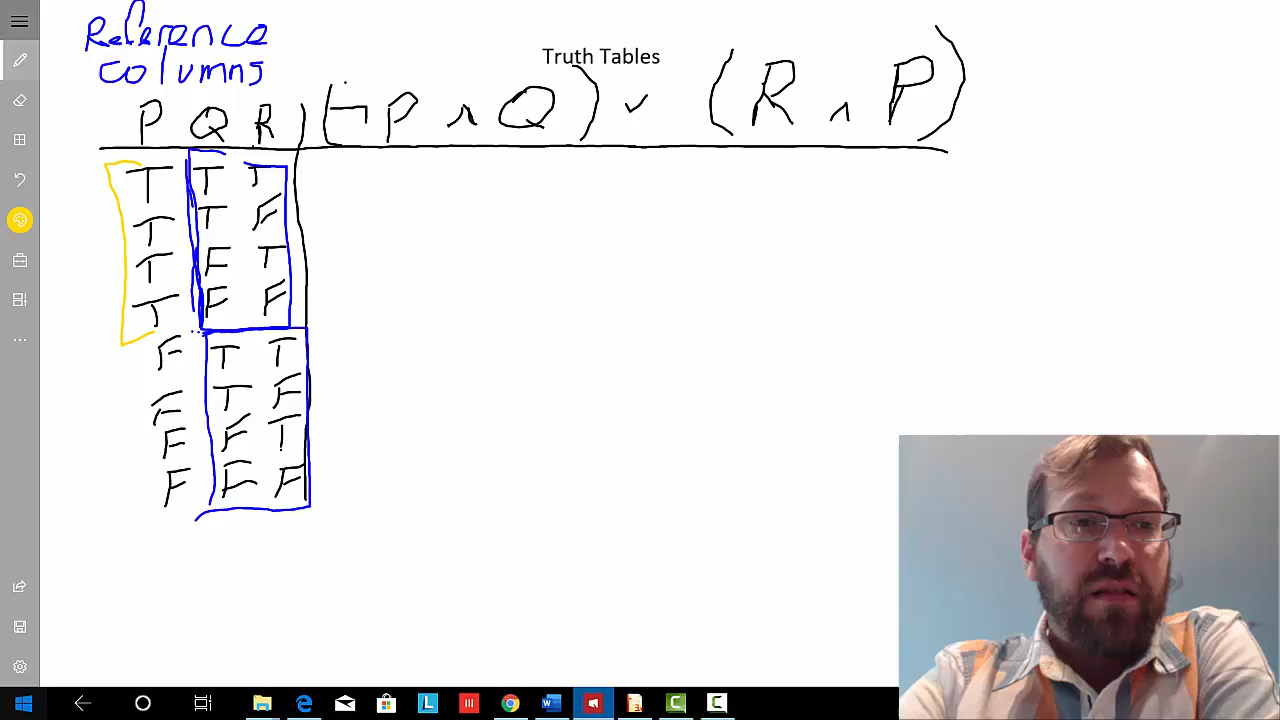 Reference
columns
Truth Tables
P Q R (¬P ∧ Q) ∨ (R ∧ P)
T T T
T T F
T F T
T F F
F T T
F T F
F F T
F F F